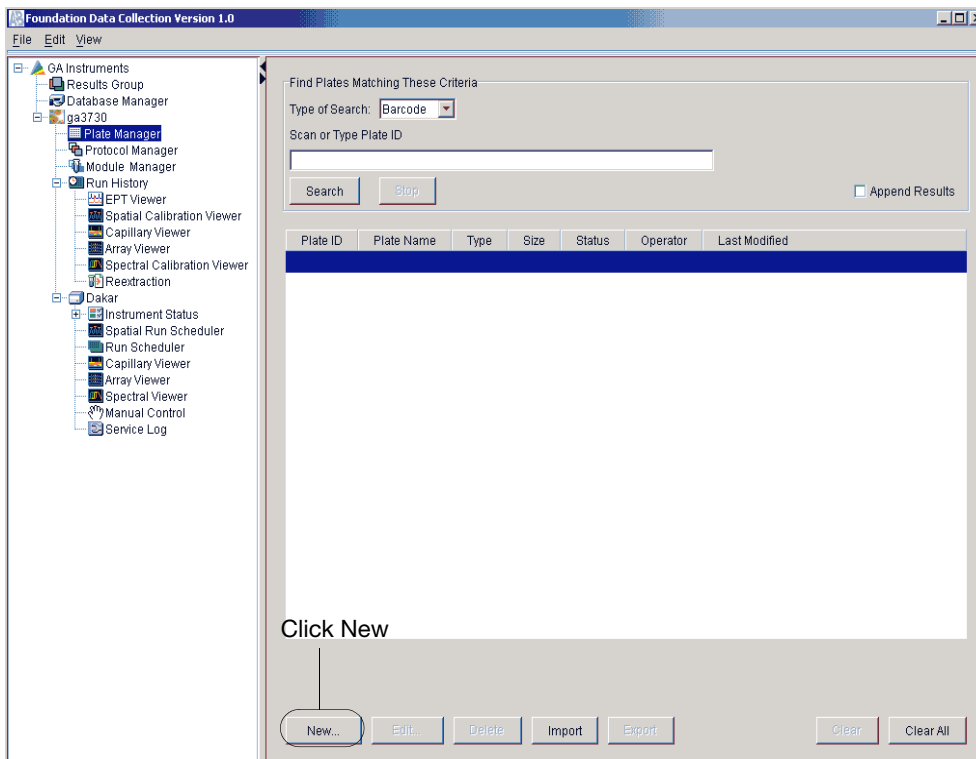 Foundation Data Collection Version 1.0
File Edit View
GA Instruments
Results Group
Database Manager
ga3730
Plate Manager
Protocol Manager
Module Manager
Run History
EPT Viewer
Spatial Calibration Viewer
Capillary Viewer
Array Viewer
Spectral Calibration Viewer
Reextraction
Dakar
Instrument Status
Spatial Run Scheduler
Run Scheduler
Capillary Viewer
Array Viewer
Spectral Viewer
Manual Control
Service Log
Find Plates Matching These Criteria
Type of Search: Barcode
Scan or Type Plate ID
Search Stop Append Results
Plate ID Plate Name Type Size Status Operator Last Modified
Click New
New... Edit... Delete Import Export Clear Clear All